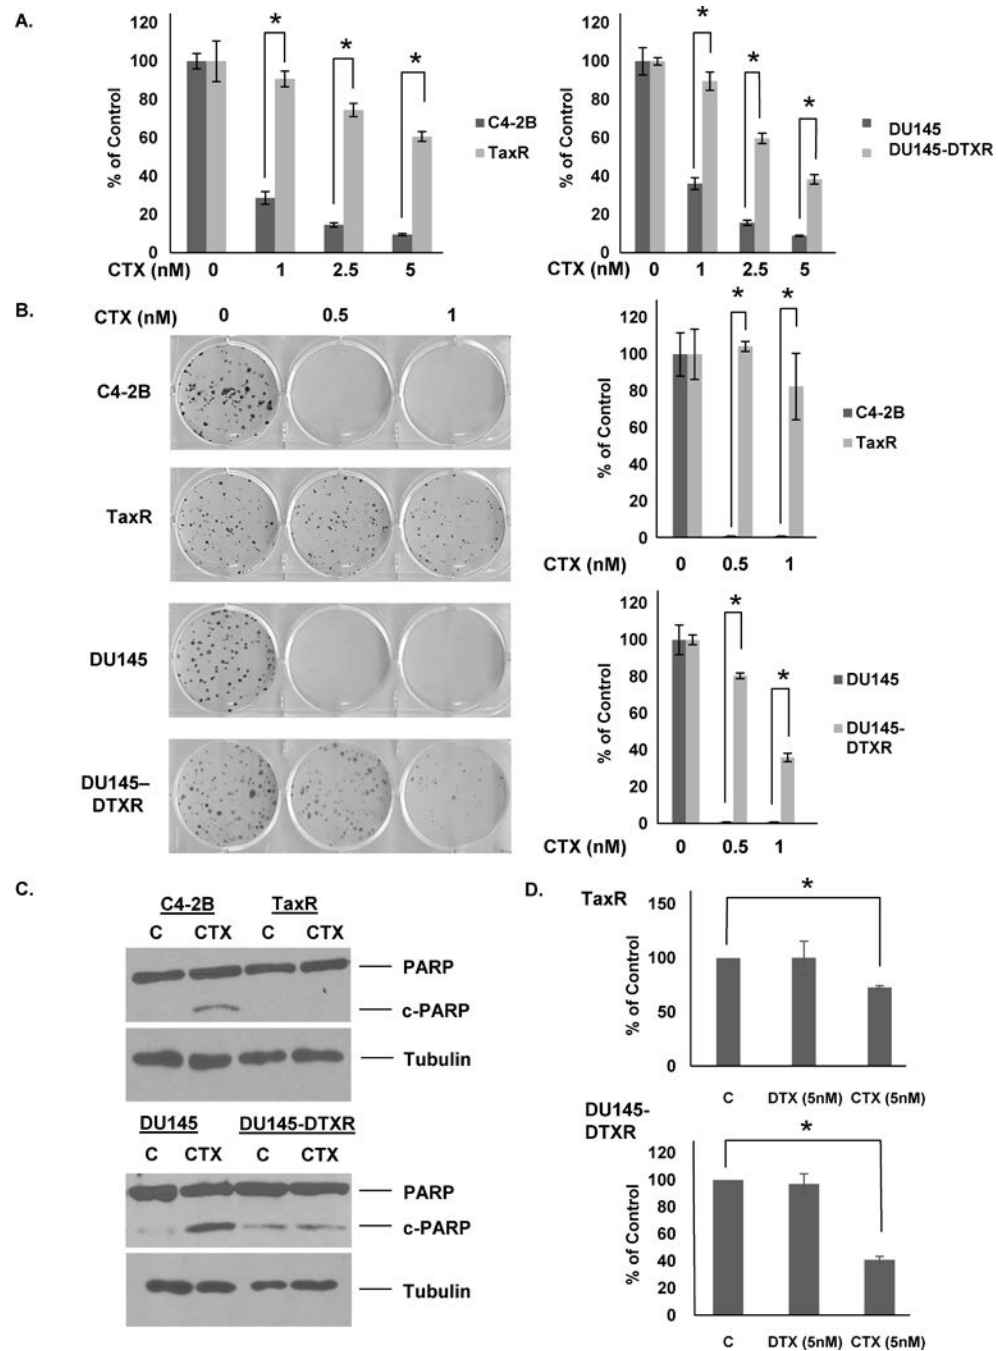 A.
120
100
80
60
40
20
0
% of Control
* * *
C4-2B
TaxR
CTX (nM) 0 1 2.5 5
120
100
80
60
40
20
0
% of Control
* * *
DU145
DU145-DTXR
CTX (nM) 0 1 2.5 5
B.
CTX (nM) 0 0.5 1
C4-2B
TaxR
DU145
DU145–
DTXR
120
100
80
60
40
20
0
% of Control
* *
C4-2B
TaxR
CTX (nM) 0 0.5 1
120
100
80
60
40
20
0
% of Control
* *
DU145
DU145-
DTXR
CTX (nM) 0 0.5 1
C.
C4-2B TaxR
C CTX C CTX
PARP
c-PARP
Tubulin
DU145 DU145-DTXR
C CTX C CTX
PARP
c-PARP
Tubulin
D.
TaxR
150
100
50
0
% of Control
*
C DTX (5nM) CTX (5nM)
DU145-
DTXR
120
100
80
60
40
20
0
% of Control
*
C DTX (5nM) CTX (5nM)